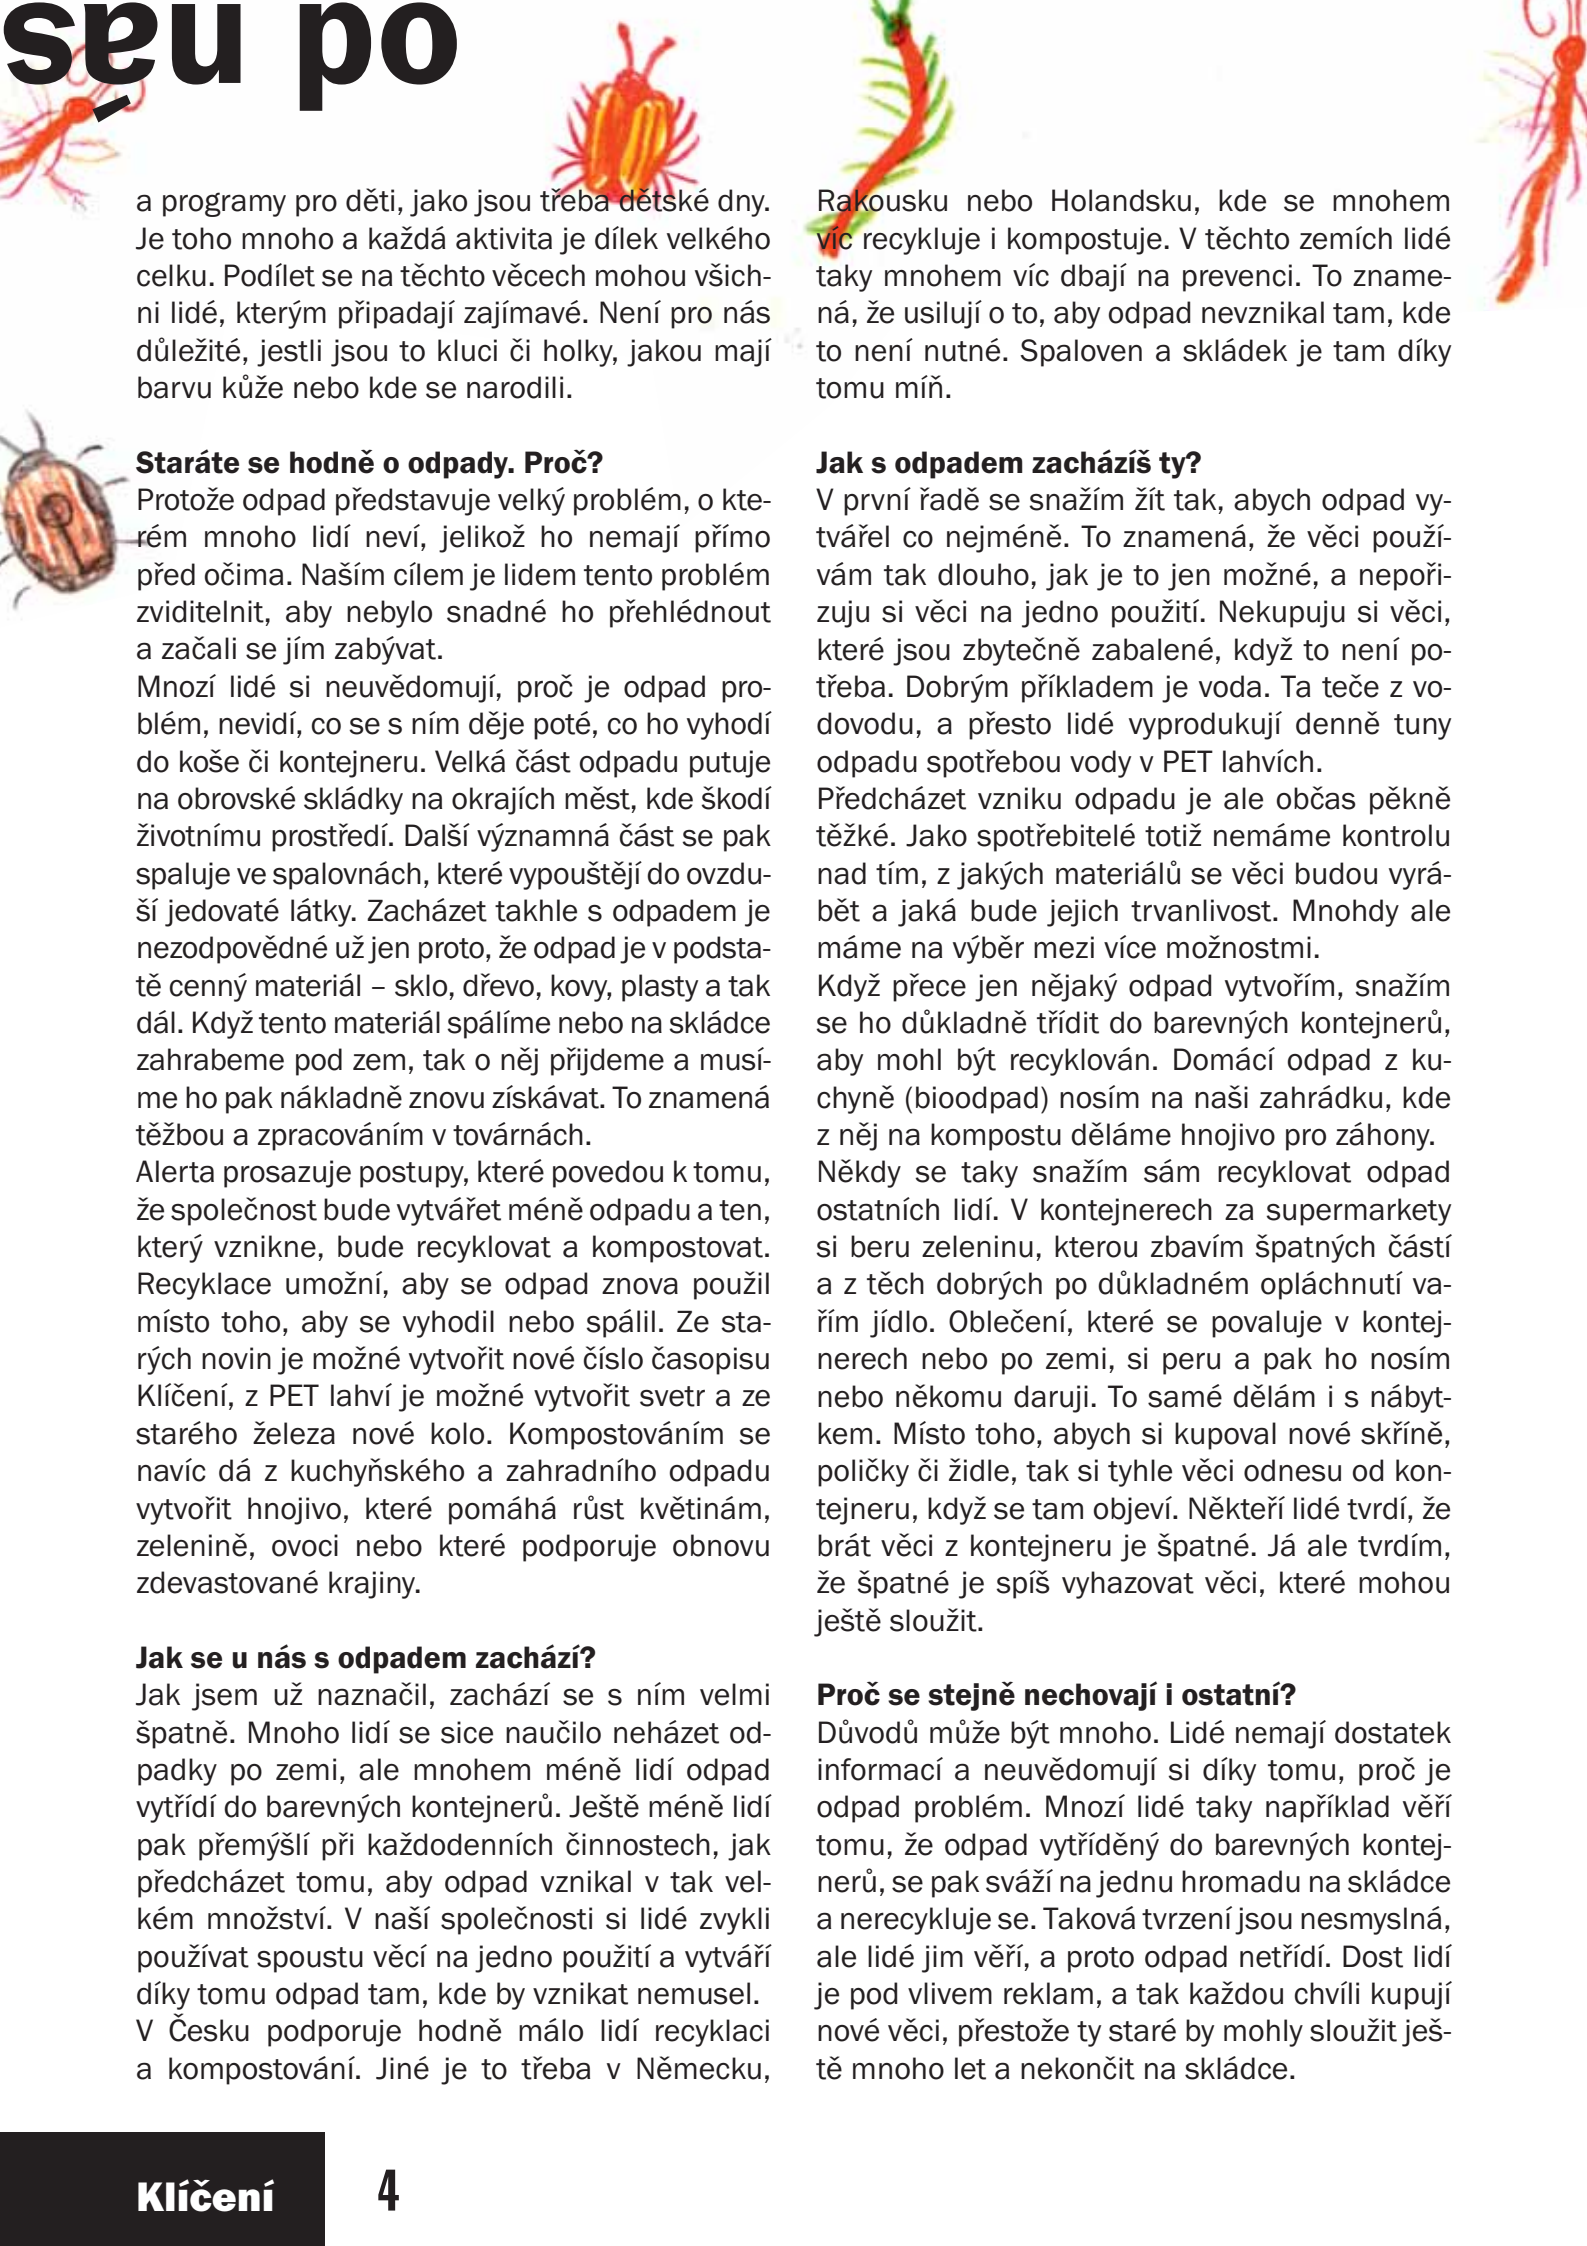 od nás
a programy pro děti, jako jsou třeba dětské dny.
Je toho mnoho a každá aktivita je dílek velkého
celku. Podílet se na těchto věcech mohou všich-
ni lidé, kterým připadají zajímavé. Není pro nás
důležité, jestli jsou to kluci či holky, jakou mají
barvu kůže nebo kde se narodili.
Staráte se hodně o odpady. Proč?
Protože odpad představuje velký problém, o kte-
rém mnoho lidí neví, jelikož ho nemají přímo
před očima. Naším cílem je lidem tento problém
zviditelnit, aby nebylo snadné ho přehlédnout
a začali se jím zabývat.
Mnozí lidé si neuvědomují, proč je odpad pro-
blém, nevidí, co se s ním děje poté, co ho vyhodí
do koše či kontejneru. Velká část odpadu putuje
na obrovské skládky na okrajích měst, kde škodí
životnímu prostředí. Další významná část se pak
spaluje ve spalovnách, které vypouštějí do ovzdu-
ší jedovaté látky. Zacházet takhle s odpadem je
nezodpovědné už jen proto, že odpad je v podsta-
tě cenný materiál – sklo, dřevo, kovy, plasty a tak
dál. Když tento materiál spálíme nebo na skládce
zahrabeme pod zem, tak o něj přijdeme a musí-
me ho pak nákladně znovu získávat. To znamená
těžbou a zpracováním v továrnách.
Alerta prosazuje postupy, které povedou k tomu,
že společnost bude vytvářet méně odpadu a ten,
který vznikne, bude recyklovat a kompostovat.
Recyklace umožní, aby se odpad znova použil
místo toho, aby se vyhodil nebo spálil. Ze sta-
rých novin je možné vytvořit nové číslo časopisu
Klíčení, z PET lahví je možné vytvořit svetr a ze
starého železa nové kolo. Kompostováním se
navíc dá z kuchyňského a zahradního odpadu
vytvořit hnojivo, které pomáhá růst květinám,
zelenině, ovoci nebo které podporuje obnovu
zdevastované krajiny.
Jak se u nás s odpadem zachází?
Jak jsem už naznačil, zachází se s ním velmi
špatně. Mnoho lidí se sice naučilo neházet od-
padky po zemi, ale mnohem méně lidí odpad
vytřídí do barevných kontejnerů. Ještě méně lidí
pak přemýšlí při každodenních činnostech, jak
předcházet tomu, aby odpad vznikal v tak vel-
kém množství. V naší společnosti si lidé zvykli
používat spoustu věcí na jedno použití a vytváří
díky tomu odpad tam, kde by vznikat nemusel.
V Česku podporuje hodně málo lidí recyklaci
a kompostování. Jiné je to třeba v Německu,
Rakousku nebo Holandsku, kde se mnohem
víc recykluje i kompostuje. V těchto zemích lidé
taky mnohem víc dbají na prevenci. To zname-
ná, že usilují o to, aby odpad nevznikal tam, kde
to není nutné. Spaloven a skládek je tam díky
tomu míň.
Jak s odpadem zacházíš ty?
V první řadě se snažím žít tak, abych odpad vy-
tvářel co nejméně. To znamená, že věci použí-
vám tak dlouho, jak je to jen možné, a nepoři-
zuju si věci na jedno použití. Nekupuju si věci,
které jsou zbytečně zabalené, když to není po-
třeba. Dobrým příkladem je voda. Ta teče z vo-
dovodu, a přesto lidé vyprodukují denně tuny
odpadu spotřebou vody v PET lahvích.
Předcházet vzniku odpadu je ale občas pěkně
těžké. Jako spotřebitelé totiž nemáme kontrolu
nad tím, z jakých materiálů se věci budou vyrá-
bět a jaká bude jejich trvanlivost. Mnohdy ale
máme na výběr mezi více možnostmi.
Když přece jen nějaký odpad vytvořím, snažím
se ho důkladně třídit do barevných kontejnerů,
aby mohl být recyklován. Domácí odpad z ku-
chyně (bioodpad) nosím na naši zahrádku, kde
z něj na kompostu děláme hnojivo pro záhony.
Někdy se taky snažím sám recyklovat odpad
ostatních lidí. V kontejnerech za supermarkety
si beru zeleninu, kterou zbavím špatných částí
a z těch dobrých po důkladném opláchnutí va-
řím jídlo. Oblečení, které se povaluje v kontej-
nerech nebo po zemi, si peru a pak ho nosím
nebo někomu daruji. To samé dělám i s nábyt-
kem. Místo toho, abych si kupoval nové skříně,
poličky či židle, tak si tyhle věci odnesu od kon-
tejneru, když se tam objeví. Někteří lidé tvrdí, že
brát věci z kontejneru je špatné. Já ale tvrdím,
že špatné je spíš vyhazovat věci, které mohou
ještě sloužit.
Proč se stejně nechovají i ostatní?
Důvodů může být mnoho. Lidé nemají dostatek
informací a neuvědomují si díky tomu, proč je
odpad problém. Mnozí lidé taky například věří
tomu, že odpad vytříděný do barevných kontej-
nerů, se pak sváží na jednu hromadu na skládce
a nerecykluje se. Taková tvrzení jsou nesmyslná,
ale lidé jim věří, a proto odpad netřídí. Dost lidí
je pod vlivem reklam, a tak každou chvíli kupují
nové věci, přestože ty staré by mohly sloužit ješ-
tě mnoho let a nekončit na skládce.
Klíčení
4